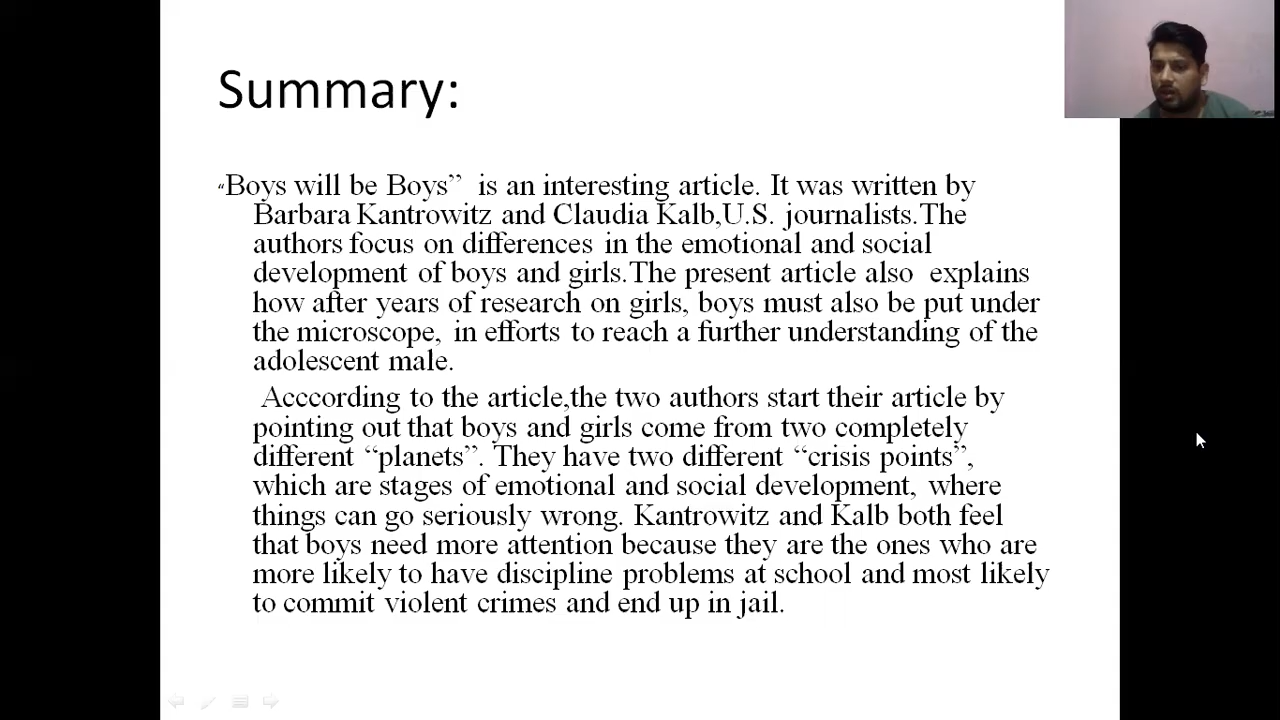 Summary:
“Boys will be Boys”  is an interesting article. It was written by
Barbara Kantrowitz and Claudia Kalb,U.S. journalists.The
authors focus on differences in the emotional and social
development of boys and girls.The present article also  explains
how after years of research on girls, boys must also be put under
the microscope, in efforts to reach a further understanding of the
adolescent male.
Acccording to the article,the two authors start their article by
pointing out that boys and girls come from two completely
different “planets”. They have two different “crisis points”,
which are stages of emotional and social development, where
things can go seriously wrong. Kantrowitz and Kalb both feel
that boys need more attention because they are the ones who are
more likely to have discipline problems at school and most likely
to commit violent crimes and end up in jail.